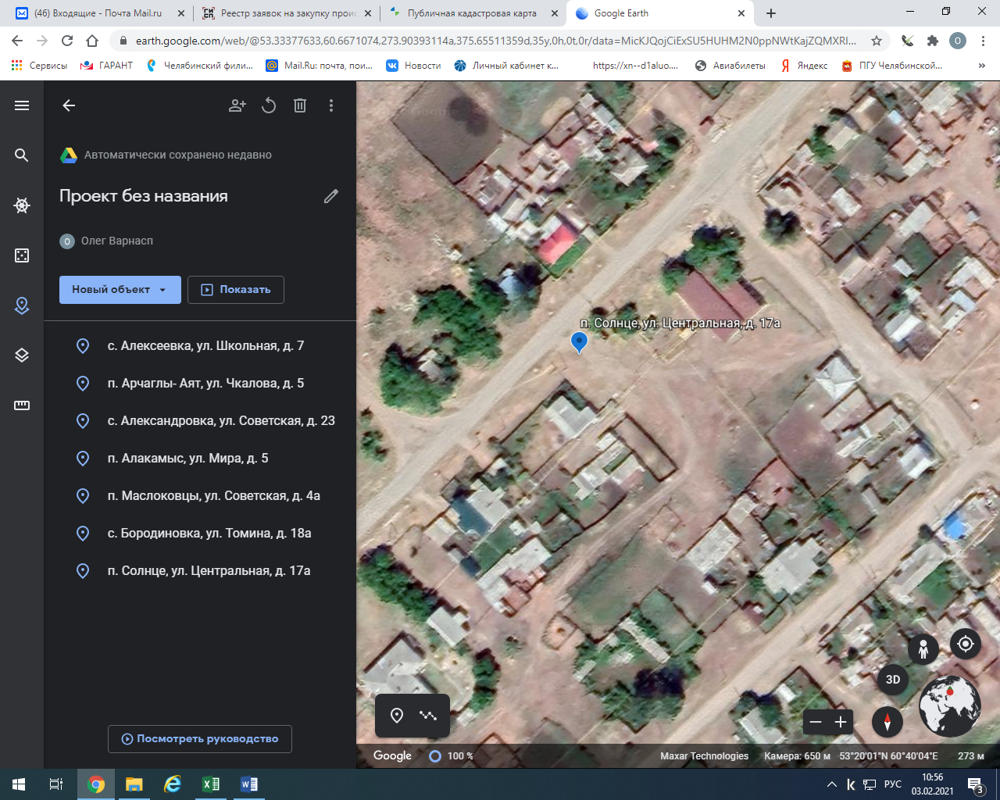 (46) Входящие - Почта Mail.ru
Реестр заявок на закупку проис
Публичная кадастровая карта
Google Earth
earth.google.com/web/@53.33377633,60.6671074,273.90393114a,375.65511359d,35y,0h,0t,0r/data=MicKJQojCiExSU5HUHM2N0ppNWtKajZQMXRI...
O
Сервисы
ГАРАНТ
Челябинский фили...
Mail.Ru: почта, пои...
Новости
Личный кабинет к...
https://xn--d1aluo....
Авиабилеты
Яндекс
ПГУ Челябинской...
»
Автоматически сохранено недавно
Проект без названия
O Олег Варнасп
Новый объект
Показать
с. Алексеевка, ул. Школьная, д. 7
п. Арчаглы- Аят, ул. Чкалова, д. 5
с. Александровка, ул. Советская, д. 23
п. Алакамыс, ул. Мира, д. 5
п. Маслоковцы, ул. Советская, д. 4а
с. Бородиновка, ул. Томина, д. 18а
п. Солнце, ул. Центральная, д. 17а
Посмотреть руководство
п. Солнце, ул. Центральная, д. 17а
3D
Google
100 %
Maxar Technologies
Камера: 650 м
53°20'01"N 60°40'04"E
273 м
РУС
10:56
03.02.2021
3